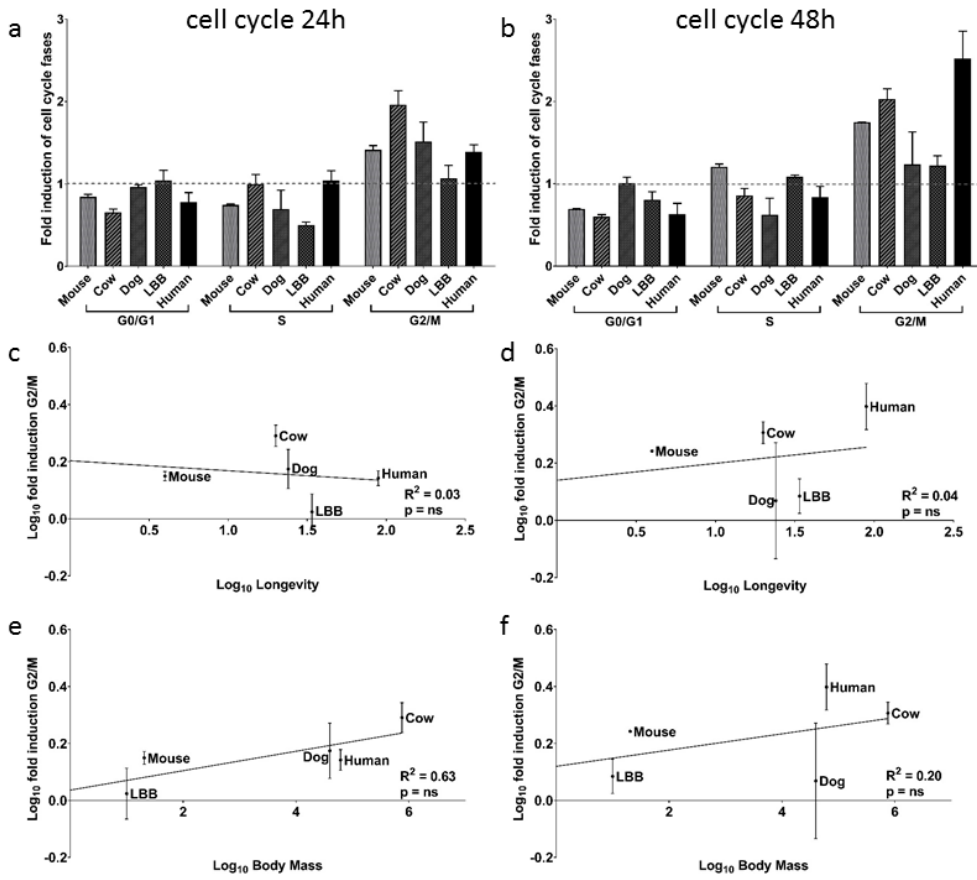 a
cell cycle 24h
Fold induction of cell cycle fases
3
2
1
0
Mouse
Cow
Dog
LBB
Human
Mouse
Cow
Dog
LBB
Human
Mouse
Cow
Dog
LBB
Human
G0/G1
S
G2/M
b
cell cycle 48h
Fold induction of cell cycle fases
3
2
1
0
Mouse
Cow
Dog
LBB
Human
Mouse
Cow
Dog
LBB
Human
Mouse
Cow
Dog
LBB
Human
G0/G1
S
G2/M
c
Log10 fold induction G2/M
0.6
0.4
0.2
0.0
-0.2
Cow
Mouse
Dog
Human
LBB
R2 = 0.03
p = ns
0.5 1.0 1.5 2.0 2.5
Log10 Longevity
d
Log10 fold induction G2/M
0.6
0.4
0.2
0.0
-0.2
Human
Cow
Mouse
Dog
LBB
R2 = 0.04
p = ns
0.5 1.0 1.5 2.0 2.5
Log10 Longevity
e
Log10 fold induction G2/M
0.6
0.4
0.2
0.0
-0.2
Cow
Mouse
Dog
Human
LBB
R2 = 0.63
p = ns
2 4 6
Log10 Body Mass
f
Log10 fold induction G2/M
0.6
0.4
0.2
0.0
-0.2
Human
Cow
Mouse
LBB
Dog
R2 = 0.20
p = ns
2 4 6
Log10 Body Mass